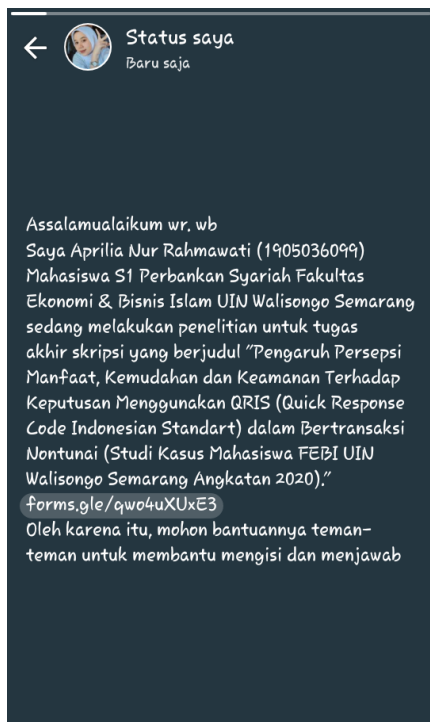 Status saya
Baru saja
Assalamualaikum wr. wb
Saya Aprilia Nur Rahmawati (1905036099)
Mahasiswa S1 Perbankan Syariah Fakultas
Ekonomi & Bisnis Islam UIN Walisongo Semarang
sedang melakukan penelitian untuk tugas
akhir skripsi yang berjudul "Pengaruh Persepsi
Manfaat, Kemudahan dan Keamanan Terhadap
Keputusan Menggunakan QRIS (Quick Response
Code Indonesian Standart) dalam Bertransaksi
Nontunai (Studi Kasus Mahasiswa FEBI UIN
Walisongo Semarang Angkatan 2020)."
forms.gle/qwo4uXUxE3
Oleh karena itu, mohon bantuannya teman-
teman untuk membantu mengisi dan menjawab